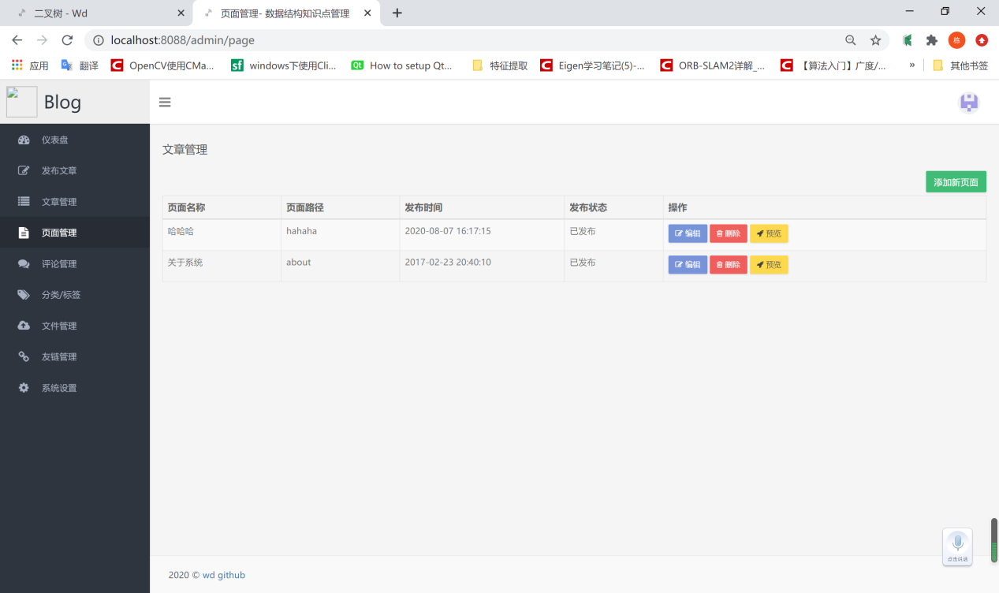 二叉树 - Wd
页面管理- 数据结构知识点管理
localhost:8088/admin/page
栋
应用
翻译
OpenCV使用CMa...
windows下使用Cli...
How to setup Qt...
特征提取
Eigen学习笔记(5)-...
ORB-SLAM2详解_...
【算法入门】广度/...
»
其他书签
Blog
仪表盘
发布文章
文章管理
页面管理
评论管理
分类/标签
文件管理
友链管理
系统设置
文章管理
添加新页面
页面名称 页面路径 发布时间 发布状态 操作
哈哈哈 hahaha 2020-08-07 16:17:15 已发布 编辑 删除 预览
关于系统 about 2017-02-23 20:40:10 已发布 编辑 删除 预览
点击说话
2020 © wd github